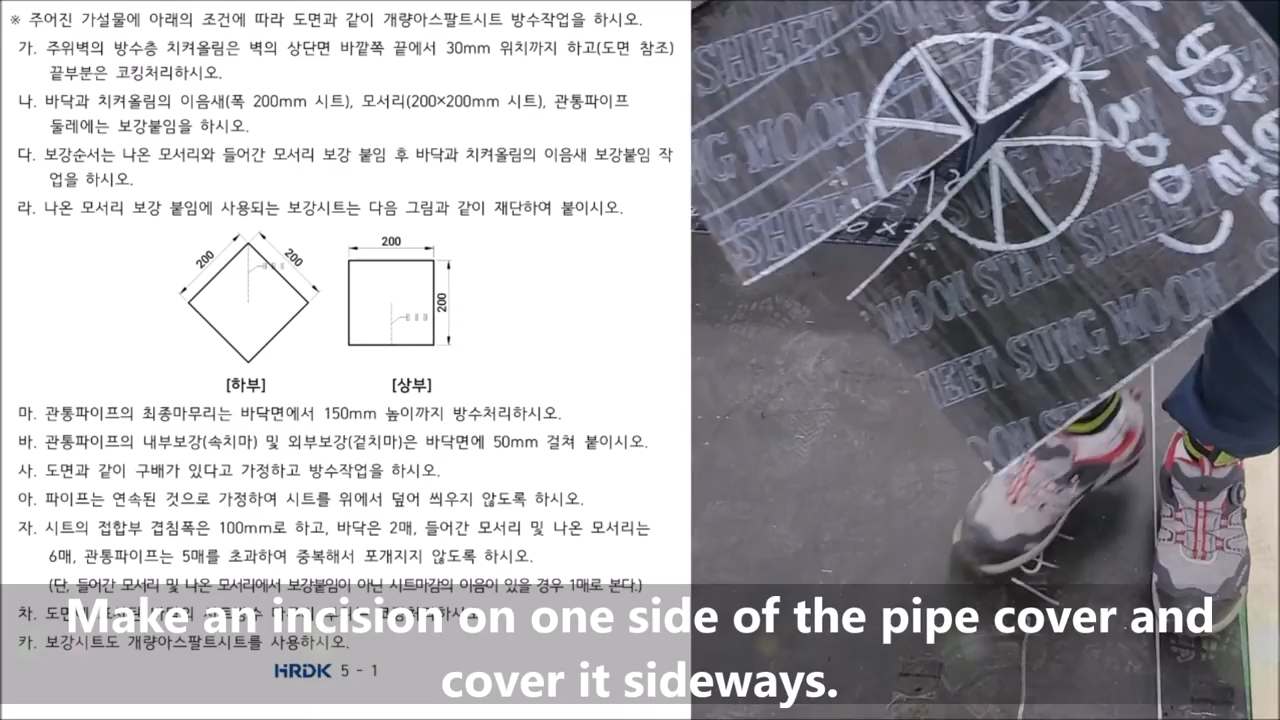 ※ 주어진 가설물에 아래의 조건에 따라 도면과 같이 개량아스팔트시트 방수작업을 하시오.
가. 주위벽의 방수층 치켜올림은 벽의 상단면 바깥쪽 끝에서 30mm 위치까지 하고(도면 참조)
끝부분은 코킹처리하시오.
나. 바닥과 치켜올림의 이음새(폭 200mm 시트), 모서리(200×200mm 시트), 관통파이프
둘레에는 보강붙임을 하시오.
다. 보강순서는 나온 모서리와 들어간 모서리 보강 붙임 후 바닥과 치켜올림의 이음새 보강붙임 작
업을 하시오.
라. 나온 모서리 보강 붙임에 사용되는 보강시트는 다음 그림과 같이 재단하여 붙이시오.
200 200 200
200
[하부] [상부]
마. 관통파이프의 최종마무리는 바닥면에서 150mm 높이까지 방수처리하시오.
바. 관통파이프의 내부보강(속치마) 및 외부보강(겉치마)은 바닥면에 50mm 걸쳐 붙이시오.
사. 도면과 같이 구배가 있다고 가정하고 방수작업을 하시오.
아. 파이프는 연속된 것으로 가정하여 시트를 위에서 덮어 씌우지 않도록 하시오.
자. 시트의 접합부 겹침폭은 100mm로 하고, 바닥은 2매, 들어간 모서리 및 나온 모서리는
6매, 관통파이프는 5매를 초과하여 중복해서 포개지지 않도록 하시오.
(단, 들어간 모서리 및 나온 모서리에서 보강붙임이 아닌 시트마감의 이음이 있을 경우 1매로 본다.)
차. 도면
카. 보강시트도 개량아스팔트시트를 사용하시오.
HRDK 5 - 1
SHEET SUNG
MOON STAR SHEET
NG MOON
SHEET SUNG MOON
MOON STAR SHEET
EET SUNG MOON
300
Make an incision on one side of the pipe cover and
cover it sideways.